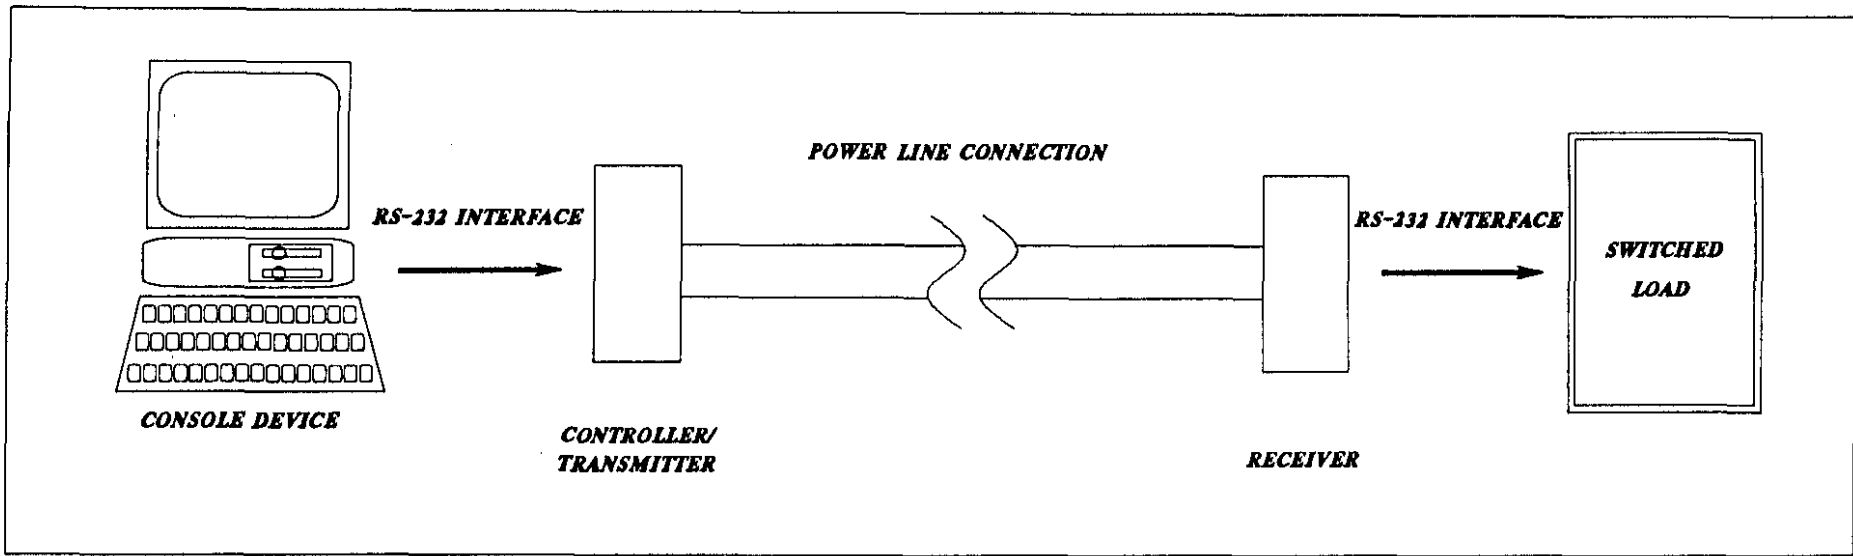 POWER LINE CONNECTION
RS-232 INTERFACE
RS-232 INTERFACE
SWITCHED
LOAD
CONSOLE DEVICE
CONTROLLER/
TRANSMITTER
RECEIVER